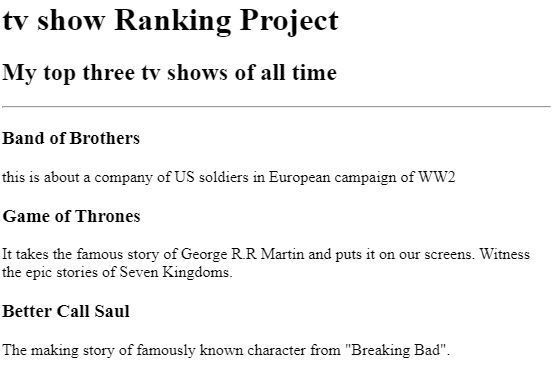 tv show Ranking Project
My top three tv shows of all time
Band of Brothers
this is about a company of US soldiers in European campaign of WW2
Game of Thrones
It takes the famous story of George R.R Martin and puts it on our screens. Witness
the epic stories of Seven Kingdoms.
Better Call Saul
The making story of famously known character from "Breaking Bad".